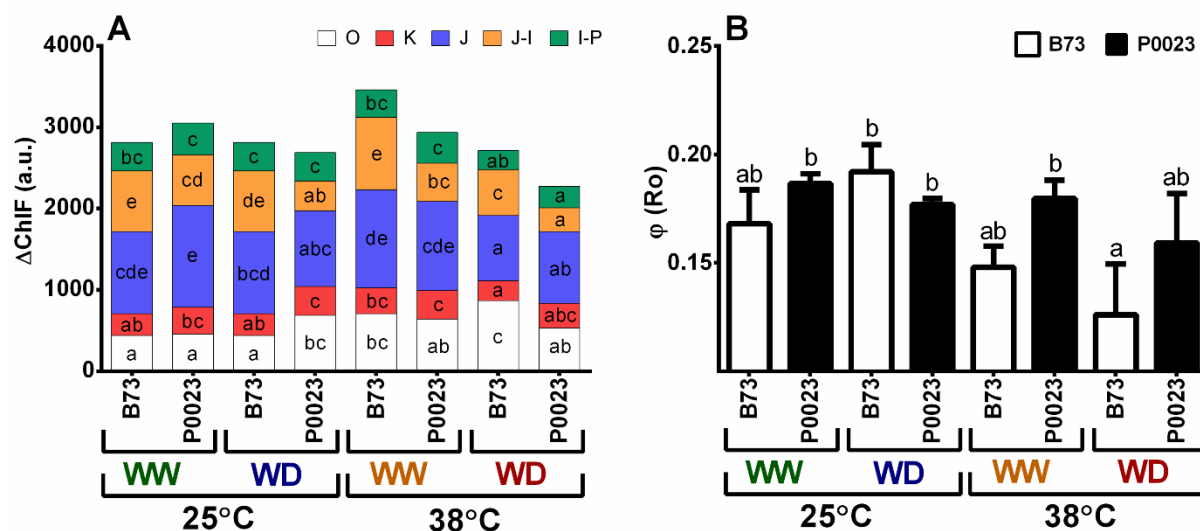 A
O K J J-I I-P
ΔChlF (a.u.)
4000
3000
2000
1000
0
bc c c c bc c ab a
e cd de ab e bc c a
cde e bcd abc de cde a ab
ab bc ab c bc c a abc
a a a bc bc ab c ab
B73 P0023 B73 P0023 B73 P0023 B73 P0023
WW WD WW WD
25°C 38°C
B
B73 P0023
φ (Ro)
0.25
0.20
0.15
ab b b b ab b a ab
B73 P0023 B73 P0023 B73 P0023 B73 P0023
WW WD WW WD
25°C 38°C